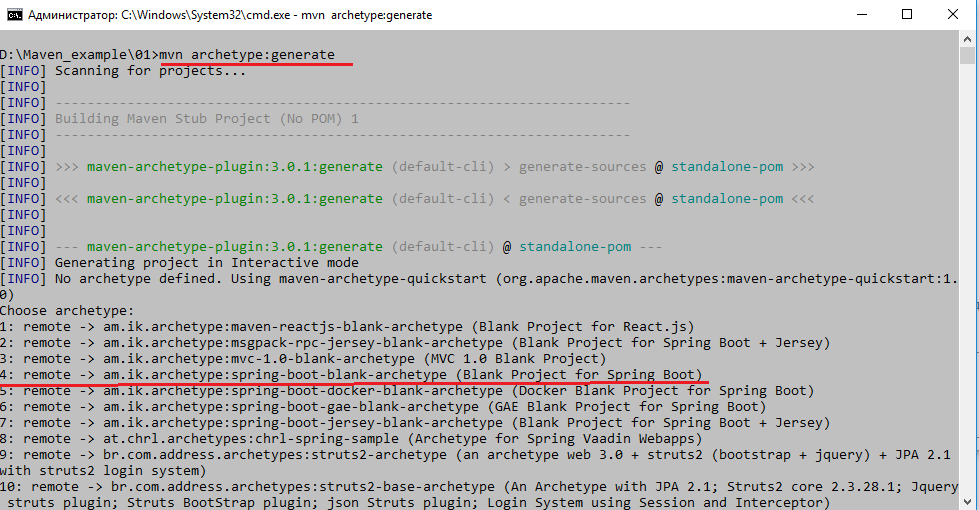 Администратор: C:\Windows\System32\cmd.exe - mvn  archetype:generate
D:\Maven_example\01>mvn archetype:generate
[INFO] Scanning for projects...
[INFO]
[INFO] ------------------------------------------------------------------------
[INFO] Building Maven Stub Project (No POM) 1
[INFO] ------------------------------------------------------------------------
[INFO]
[INFO] >>> maven-archetype-plugin:3.0.1:generate (default-cli) > generate-sources @ standalone-pom >>>
[INFO]
[INFO] <<< maven-archetype-plugin:3.0.1:generate (default-cli) < generate-sources @ standalone-pom <<<
[INFO]
[INFO]
[INFO] --- maven-archetype-plugin:3.0.1:generate (default-cli) @ standalone-pom ---
[INFO] Generating project in Interactive mode
[INFO] No archetype defined. Using maven-archetype-quickstart (org.apache.maven.archetypes:maven-archetype-quickstart:1.
0)
Choose archetype:
1: remote -> am.ik.archetype:maven-reactjs-blank-archetype (Blank Project for React.js)
2: remote -> am.ik.archetype:msgpack-rpc-jersey-blank-archetype (Blank Project for Spring Boot + Jersey)
3: remote -> am.ik.archetype:mvc-1.0-blank-archetype (MVC 1.0 Blank Project)
4: remote -> am.ik.archetype:spring-boot-blank-archetype (Blank Project for Spring Boot)
5: remote -> am.ik.archetype:spring-boot-docker-blank-archetype (Docker Blank Project for Spring Boot)
6: remote -> am.ik.archetype:spring-boot-gae-blank-archetype (GAE Blank Project for Spring Boot)
7: remote -> am.ik.archetype:spring-boot-jersey-blank-archetype (Blank Project for Spring Boot + Jersey)
8: remote -> at.chrl.archetypes:chrl-spring-sample (Archetype for Spring Vaadin Webapps)
9: remote -> br.com.address.archetypes:struts2-archetype (an archetype web 3.0 + struts2 (bootstrap + jquery) + JPA 2.1
with struts2 login system)
10: remote -> br.com.address.archetypes:struts2-base-archetype (An Archetype with JPA 2.1; Struts2 core 2.3.28.1; Jquery
struts plugin; Struts BootStrap plugin; json Struts plugin; Login System using Session and Interceptor)